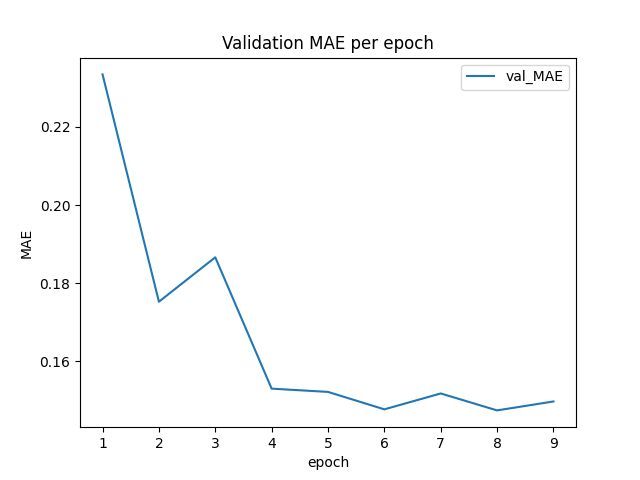 Validation MAE per epoch
val_MAE
MAE
0.22
0.20
0.18
0.16
1 2 3 4 5 6 7 8 9
epoch